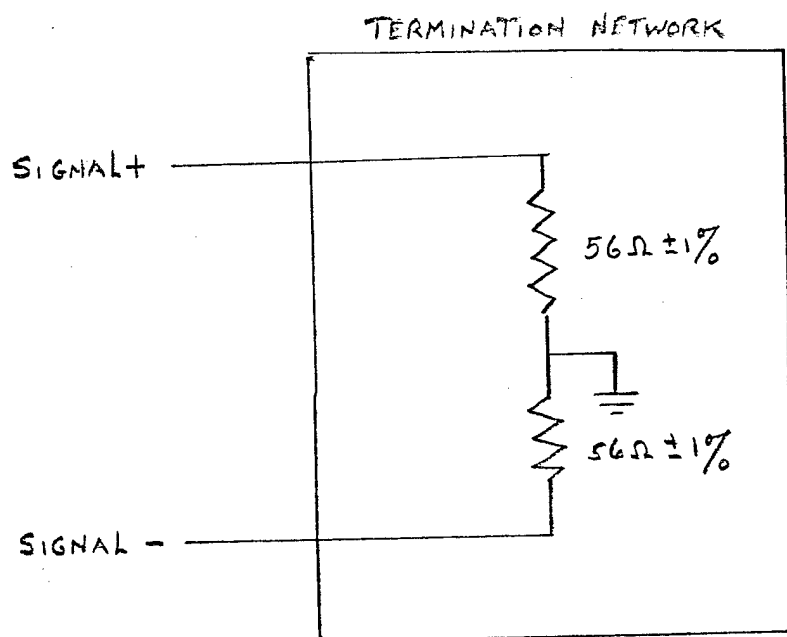 TERMINATION NETWORK
SIGNAL+
56Ω ±1%
56Ω ±1%
SIGNAL -